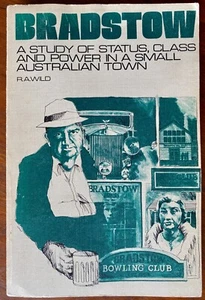 BRADSTOW
A STUDY OF STATUS, CLASS
AND POWER IN A SMALL
AUSTRALIAN TOWN
R.A.WILD
BRADSTOW
BRADSTOW
BOWLING CLUB